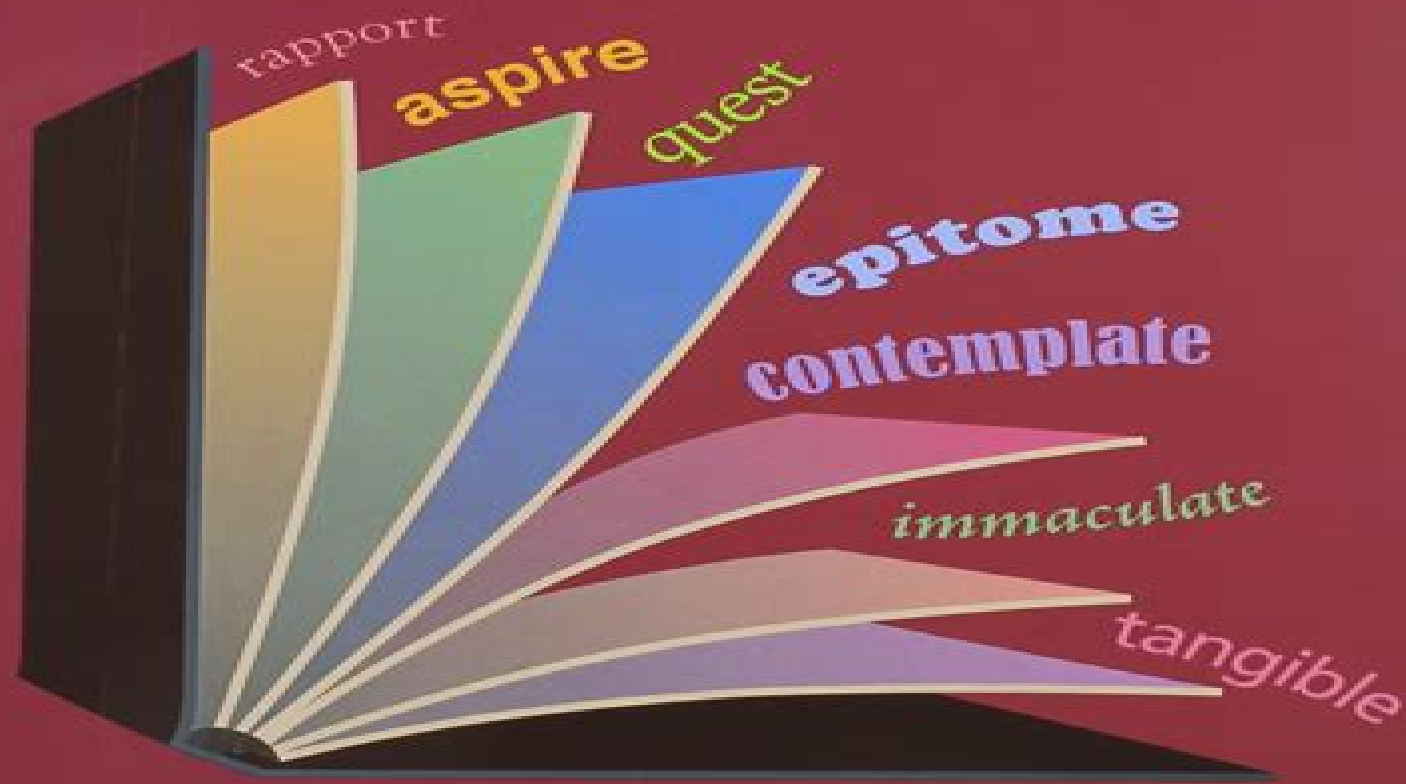 rapport
aspire
quest
epitome
contemplate
immaculate
tangible